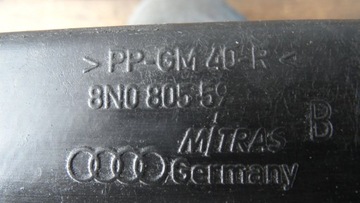 >PP-GM 40-R<
8N0 805 59
MITRAS B
Germany